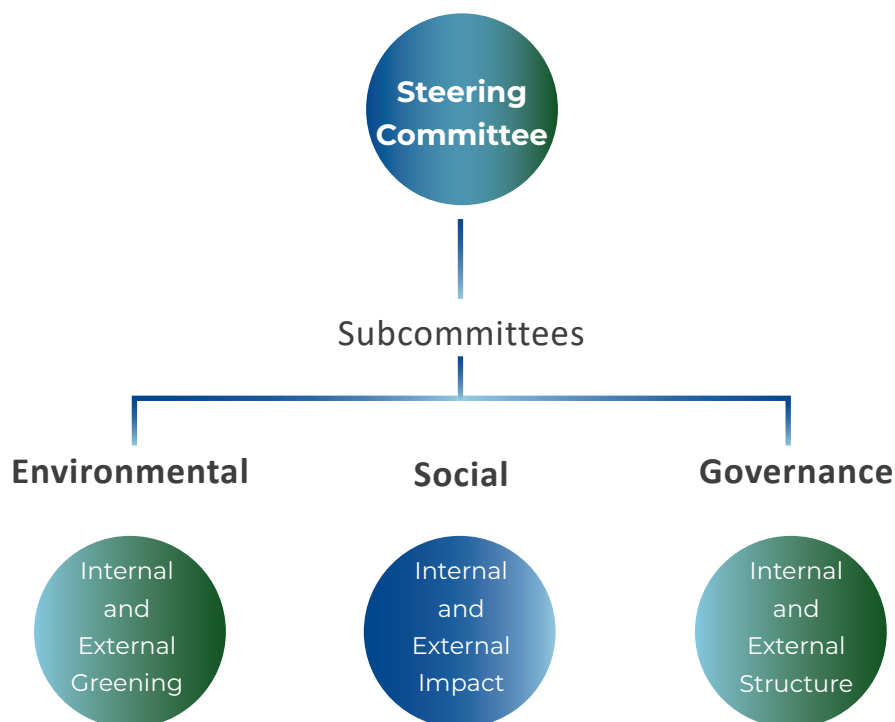 Steering
Committee
Subcommittees
Environmental
Social
Governance
Internal
and
External
Greening
Internal
and
External
Impact
Internal
and
External
Structure